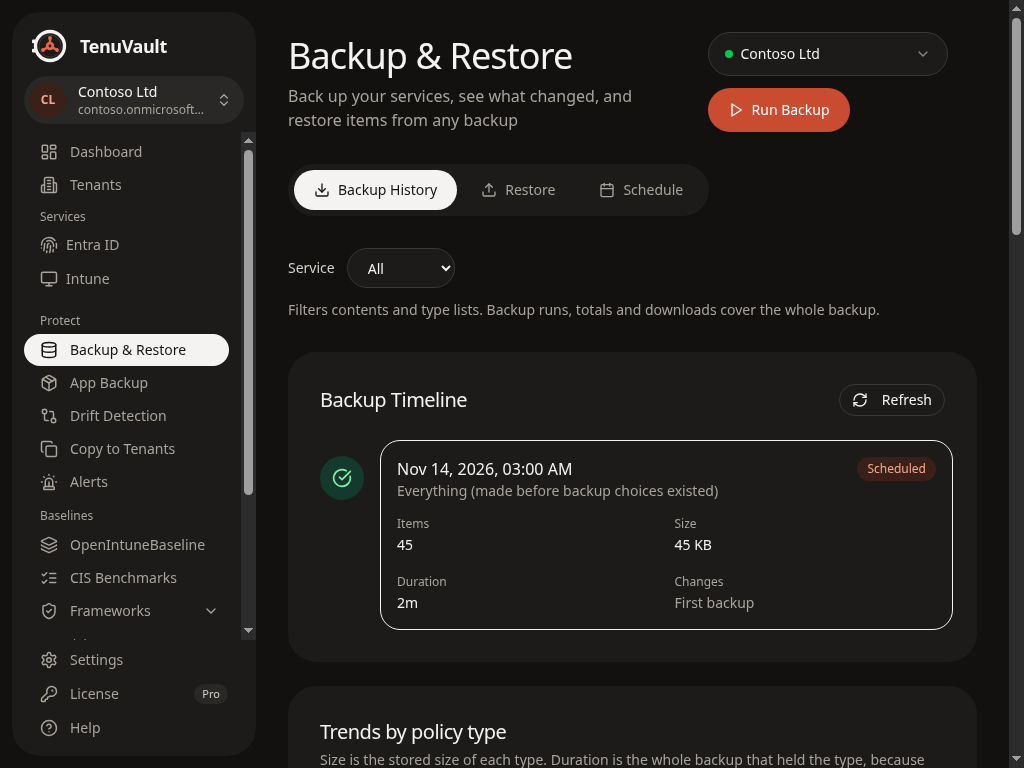 TenuVault
CL
Contoso Ltd
contoso.onmicrosoft...
Dashboard
Tenants
Services
Entra ID
Intune
Protect
Backup & Restore
App Backup
Drift Detection
Copy to Tenants
Alerts
Baselines
OpenIntuneBaseline
CIS Benchmarks
Frameworks
Settings
License
Pro
Help
Backup & Restore
Back up your services, see what changed, and
restore items from any backup
Contoso Ltd
Run Backup
Backup History
Restore
Schedule
Service
All
Filters contents and type lists. Backup runs, totals and downloads cover the whole backup.
Backup Timeline
Refresh
Nov 14, 2026, 03:00 AM
Scheduled
Everything (made before backup choices existed)
Items
45
Size
45 KB
Duration
2m
Changes
First backup
Trends by policy type
Size is the stored size of each type. Duration is the whole backup that held the type, because